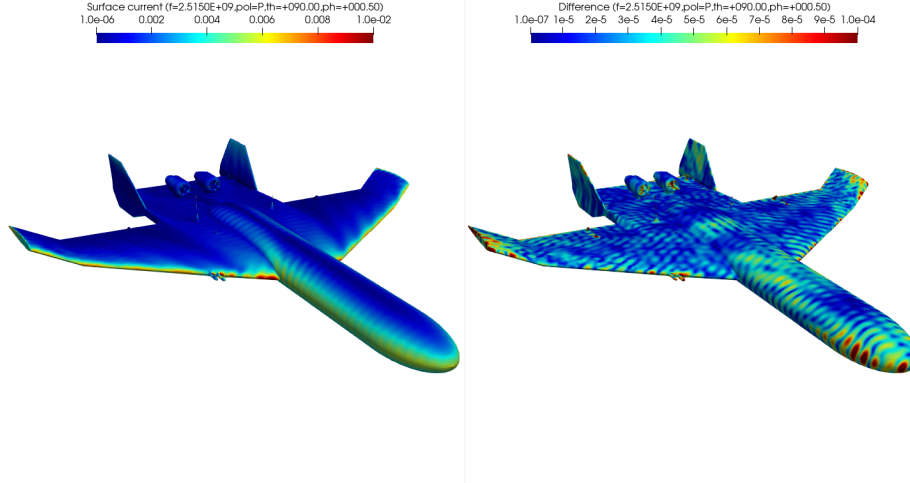 Surface current (f=2.5150E+09,pol=P,th=+090.00,ph=+000.50)
1.0e-06 0.002 0.004 0.006 0.008 1.0e-02
Difference (f=2.5150E+09,pol=P,th=+090.00,ph=+000.50)
1.0e-07 1e-5 2e-5 3e-5 4e-5 5e-5 6e-5 7e-5 8e-5 9e-5 1.0e-04